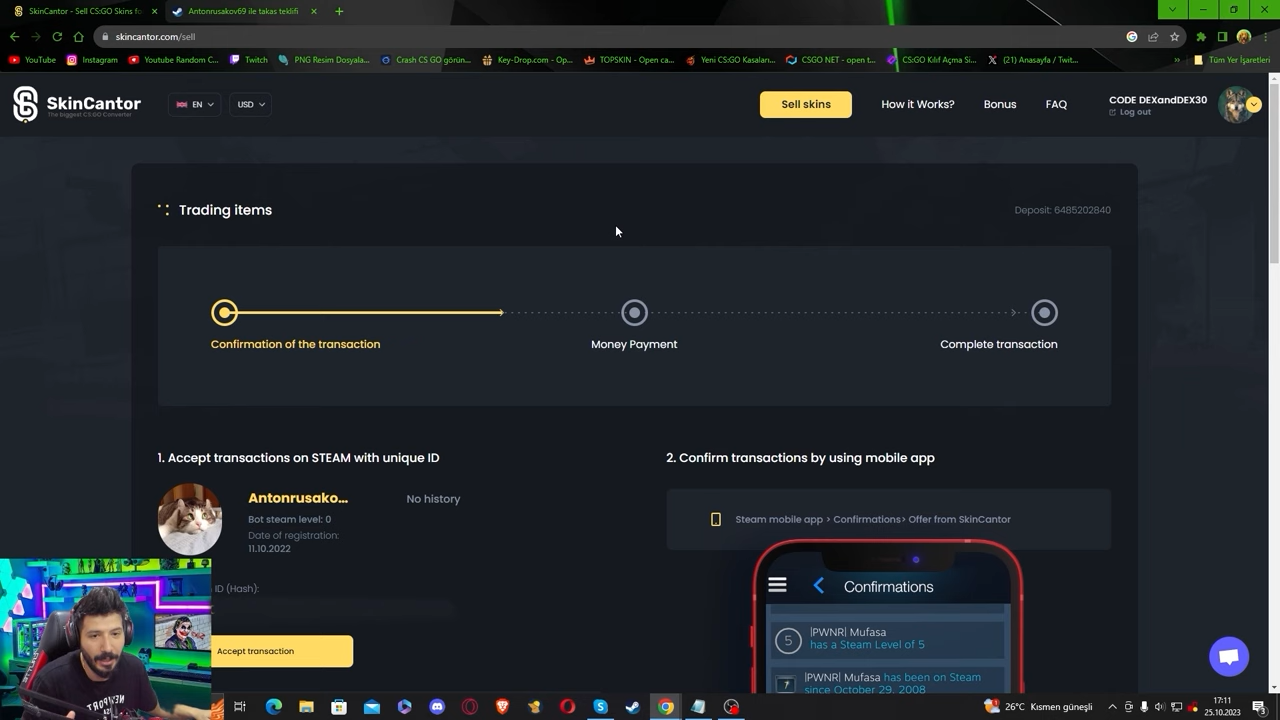 SkinCantor - Sell CS:GO Skins fo
Antonrusakov69 ile takas teklifi
skincantor.com/sell
YouTube
Instagram
Youtube Random C...
Twitch
PNG Resim Dosyala...
Crash CS GO görün...
Key-Drop.com - Op...
TOPSKIN - Open ca...
Yeni CS:GO Kasaları...
CSGO NET - open t...
CS:GO Kılıf Açma Si...
(21) Anasayfa / Twit...
»
Tüm Yer İşaretleri
SkinCantor
The biggest CS:GO Converter
EN
USD
Sell skins
How it Works?
Bonus
FAQ
CODE DEXandDEX30
Log out
Trading items
Deposit: 6485202840
Confirmation of the transaction
Money Payment
Complete transaction
1. Accept transactions on STEAM with unique ID
2. Confirm transactions by using mobile app
Antonrusako...
No history
Bot steam level: 0
Date of registration:
11.10.2022
Steam mobile app > Confirmations> Offer from SkinCantor
ID (Hash):
Accept transaction
Confirmations
5
|PWNR| Mufasa
has a Steam Level of 5
|PWNR| Mufasa has been on Steam
since October 29, 2008
26°C Kısmen güneşli
17:11
25.10.2023